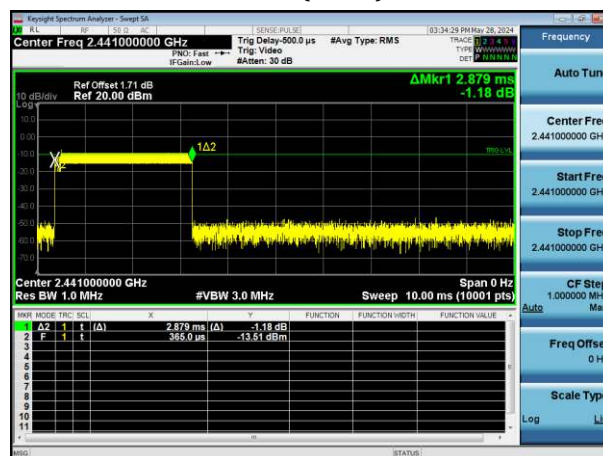 Keysight Spectrum Analyzer - Swept SA
RL RF 50 Ω AC SENSE:PULSE 03:34:29 PM May 28, 2024
Center Freq 2.441000000 GHz Trig Delay-500.0 µs #Avg Type: RMS TRACE 1 2 3 4 5 6
PNO: Fast Trig: Video TYPE WWWWWW
IFGain:Low #Atten: 30 dB DET P N N N N N
Frequency
Auto Tun
ΔMkr1 2.879 ms
-1.18 dB
Ref Offset 1.71 dB
10 dB/div Ref 20.00 dBm
Log
10.0
0.00
-10.0
-20.0
-30.0
-40.0
-50.0
-60.0
-70.0
1Δ2
TRIG LVL
Center 2.441000000 GHz Span 0 Hz
Res BW 1.0 MHz #VBW 3.0 MHz Sweep 10.00 ms (10001 pts)
MKR MODE TRC SCL X Y FUNCTION FUNCTION WIDTH FUNCTION VALUE
1 Δ2 1 t (Δ) 2.879 ms (Δ) -1.18 dB
2 F 1 t 365.0 µs -13.51 dBm
3
4
5
6
7
8
9
10
11
MSG STATUS
Center Fre
2.441000000 GH
Start Fre
2.441000000 GH
Stop Fre
2.441000000 GH
CF Ste
1.000000 MH
Auto Ma
Freq Offse
0 H
Scale Typ
Log Li